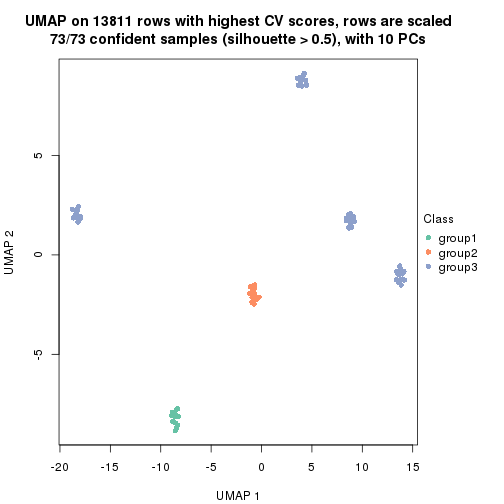 UMAP on 13811 rows with highest CV scores, rows are scaled
73/73 confident samples (silhouette > 0.5), with 10 PCs
5
0
-5
UMAP 2
-20 -15 -10 -5 0 5 10 15
UMAP 1
Class
group1
group2
group3